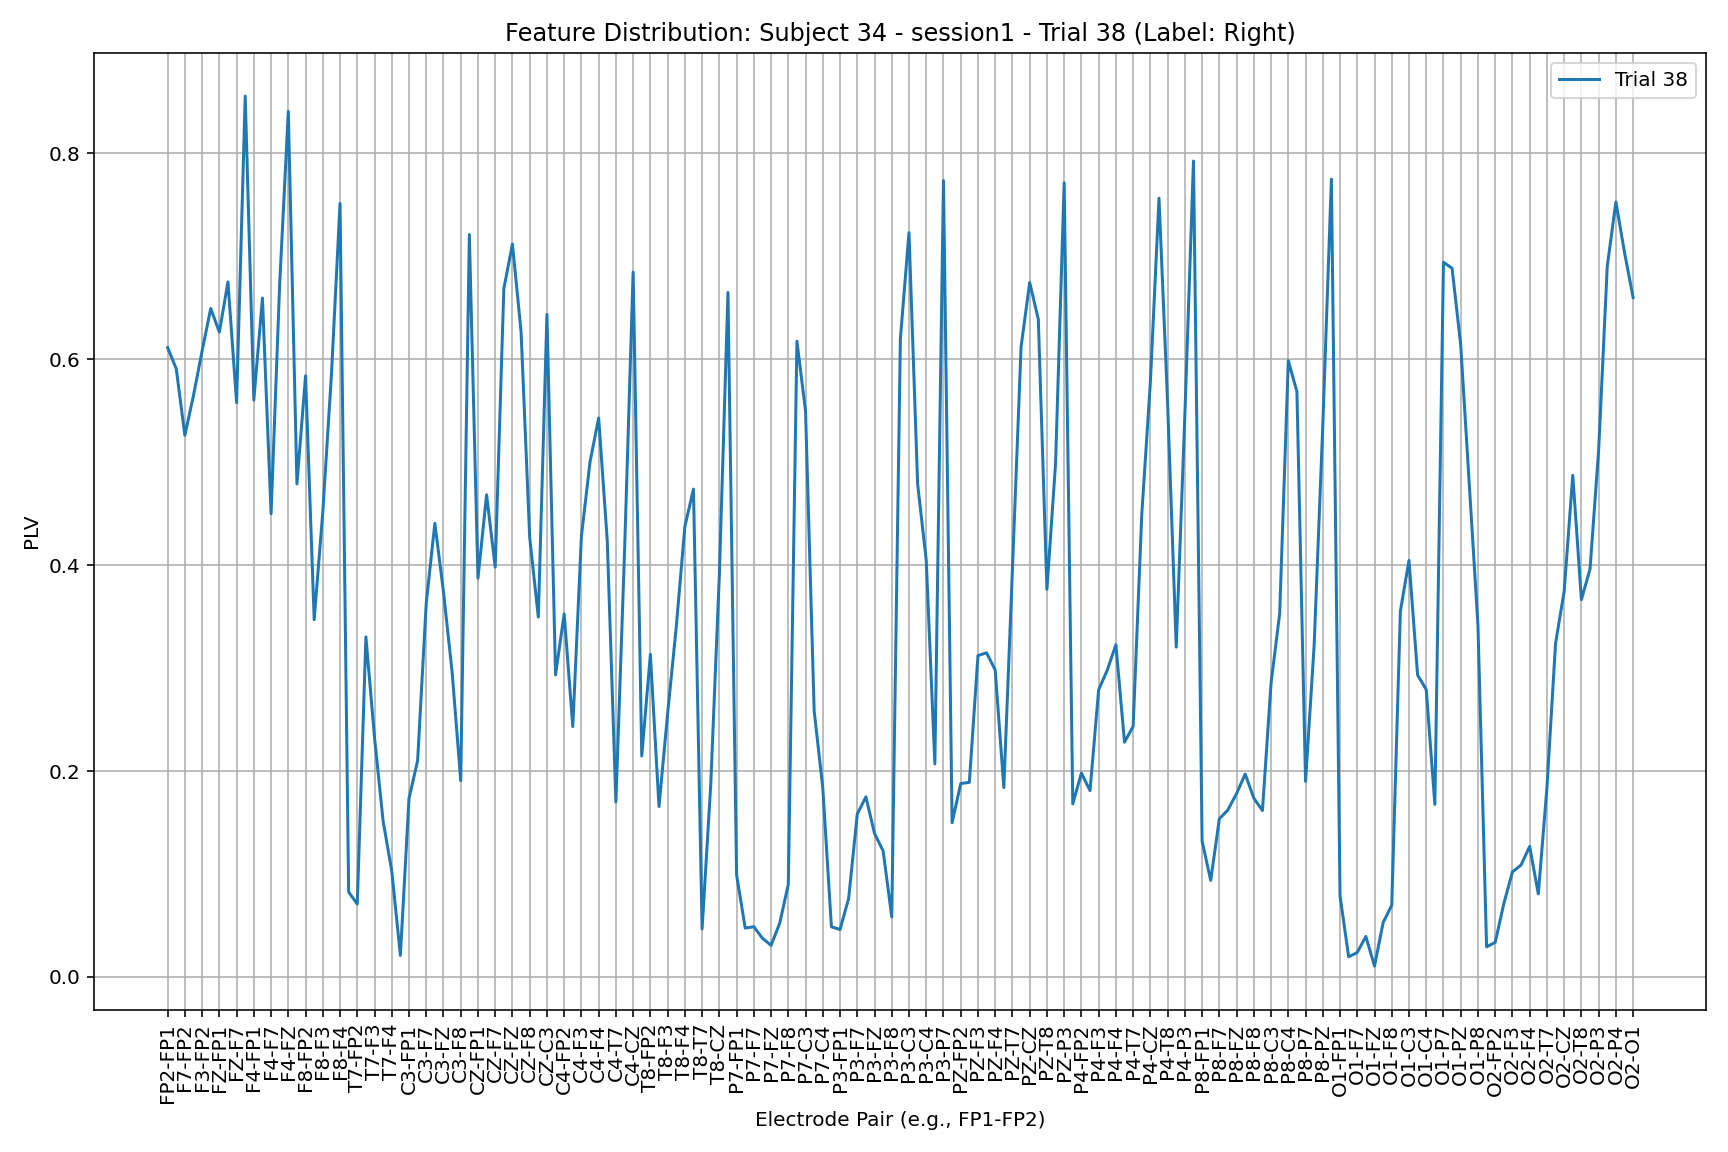 Feature Distribution: Subject 34 - session1 - Trial 38 (Label: Right)
Trial 38
PLV
0.8
0.6
0.4
0.2
0.0
FP2-FP1
F7-FP2
F3-FP2
FZ-FP1
FZ-F7
F4-FP1
F4-F7
F4-FZ
F8-FP2
F8-F3
F8-F4
T7-FP2
T7-F3
T7-F4
C3-FP1
C3-F7
C3-FZ
C3-F8
CZ-FP1
CZ-F7
CZ-FZ
CZ-F8
CZ-C3
C4-FP2
C4-F3
C4-F4
C4-T7
C4-CZ
T8-FP2
T8-F3
T8-F4
T8-T7
T8-CZ
P7-FP1
P7-F7
P7-FZ
P7-F8
P7-C3
P7-C4
P3-FP1
P3-F7
P3-FZ
P3-F8
P3-C3
P3-C4
P3-P7
PZ-FP2
PZ-F3
PZ-F4
PZ-T7
PZ-CZ
PZ-T8
PZ-P3
P4-FP2
P4-F3
P4-F4
P4-T7
P4-CZ
P4-T8
P4-P3
P8-FP1
P8-F7
P8-FZ
P8-F8
P8-C3
P8-C4
P8-P7
P8-PZ
O1-FP1
O1-F7
O1-FZ
O1-F8
O1-C3
O1-C4
O1-P7
O1-PZ
O1-P8
O2-FP2
O2-F3
O2-F4
O2-T7
O2-CZ
O2-T8
O2-P3
O2-P4
O2-O1
Electrode Pair (e.g., FP1-FP2)